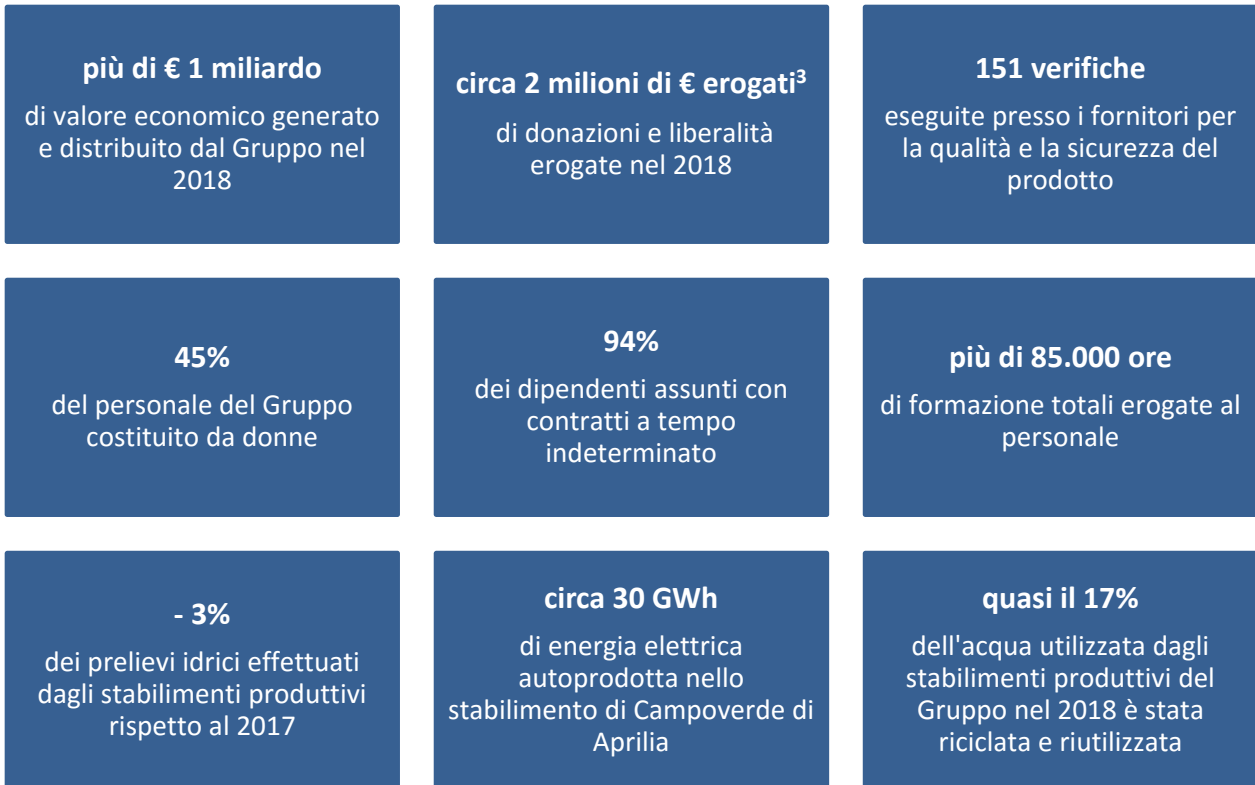 più di € 1 miliardo
di valore economico generato
e distribuito dal Gruppo nel
2018
circa 2 milioni di € erogati³
di donazioni e liberalità
erogate nel 2018
151 verifiche
eseguite presso i fornitori per
la qualità e la sicurezza del
prodotto
45%
del personale del Gruppo
costituito da donne
94%
dei dipendenti assunti con
contratti a tempo
indeterminato
più di 85.000 ore
di formazione totali erogate al
personale
- 3%
dei prelievi idrici effettuati
dagli stabilimenti produttivi
rispetto al 2017
circa 30 GWh
di energia elettrica
autoprodotta nello
stabilimento di Campoverde di
Aprilia
quasi il 17%
dell'acqua utilizzata dagli
stabilimenti produttivi del
Gruppo nel 2018 è stata
riciclata e riutilizzata